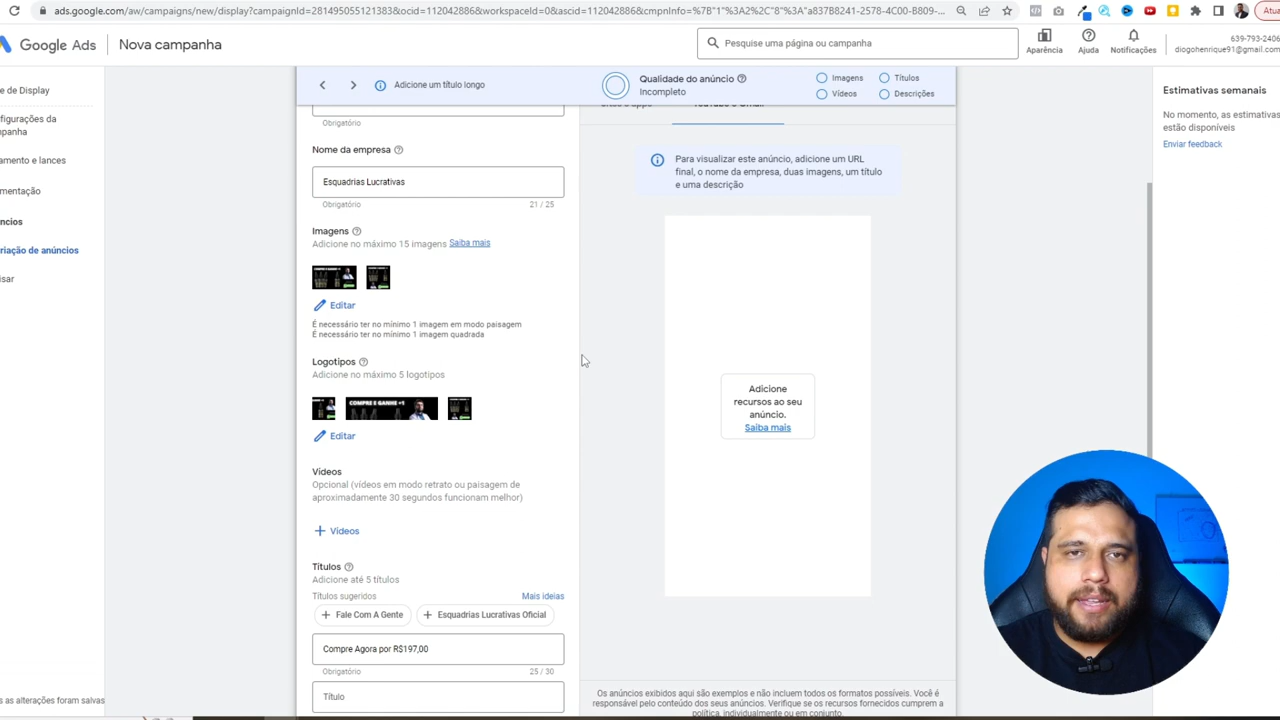 ads.google.com/aw/campaigns/new/display?campaignId=281495055121383&ocid=112042886&workspaceId=0&ascid=112042886&cmpnInfo=%7B"1"%3A2%2C"8"%3A"a837B8241-2578-4C00-B809-...
Atua
Google Ads
Nova campanha
Pesquise uma página ou campanha
Aparência
Ajuda
Notificações
639-793-2406
diogohenrique91@gmail.com
e de Display
figurações da
mpanha
amento e lances
mentação
ncios
riação de anúncios
isar
s as alterações foram salvas
Adicione um título longo
Qualidade do anúncio
Incompleto
Imagens
Títulos
Vídeos
Descrições
Obrigatório
Nome da empresa
Esquadrias Lucrativas
Obrigatório
21 / 25
Imagens
Adicione no máximo 15 imagens Saiba mais
Editar
É necessário ter no mínimo 1 imagem em modo paisagem
É necessário ter no mínimo 1 imagem quadrada
Logotipos
Adicione no máximo 5 logotipos
COMPRE E GANHE +1
Editar
Vídeos
Opcional (vídeos em modo retrato ou paisagem de
aproximadamente 30 segundos funcionam melhor)
+ Vídeos
Títulos
Adicione até 5 títulos
Títulos sugeridos
Mais ideias
+ Fale Com A Gente
+ Esquadrias Lucrativas Oficial
Compre Agora por R$197,00
Obrigatório
25 / 30
Título
Para visualizar este anúncio, adicione um URL
final, o nome da empresa, duas imagens, um título
e uma descrição
Adicione
recursos ao seu
anúncio.
Saiba mais
Os anúncios exibidos aqui são exemplos e não incluem todos os formatos possíveis. Você é
responsável pelo conteúdo dos seus anúncios. Verifique se os recursos fornecidos cumprem a
política, individualmente ou em conjunto.
Estimativas semanais
No momento, as estimativas
estão disponíveis
Enviar feedback